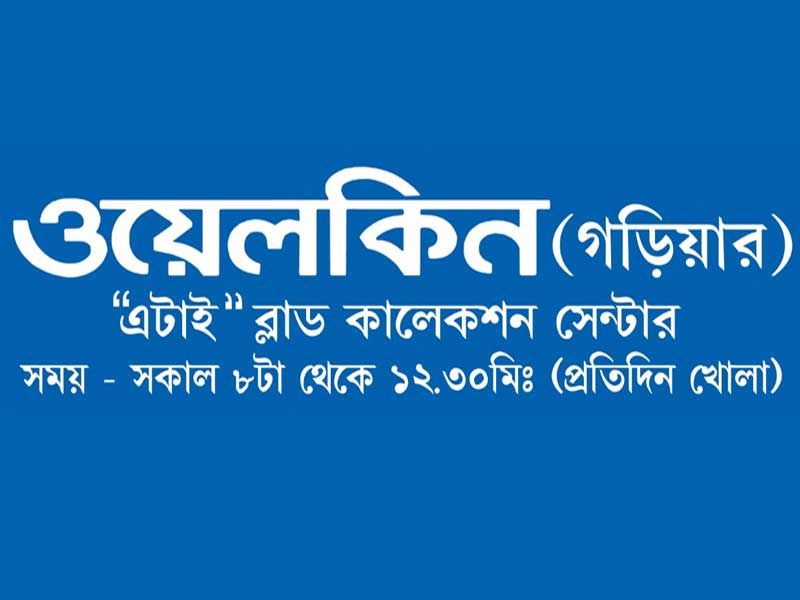 ওয়েলকিন (গড়িয়ার)
“এটাই” ব্লাড কালেকশন সেন্টার
সময় - সকাল ৮টা থেকে ১২.৩০মিঃ (প্রতিদিন খোলা)